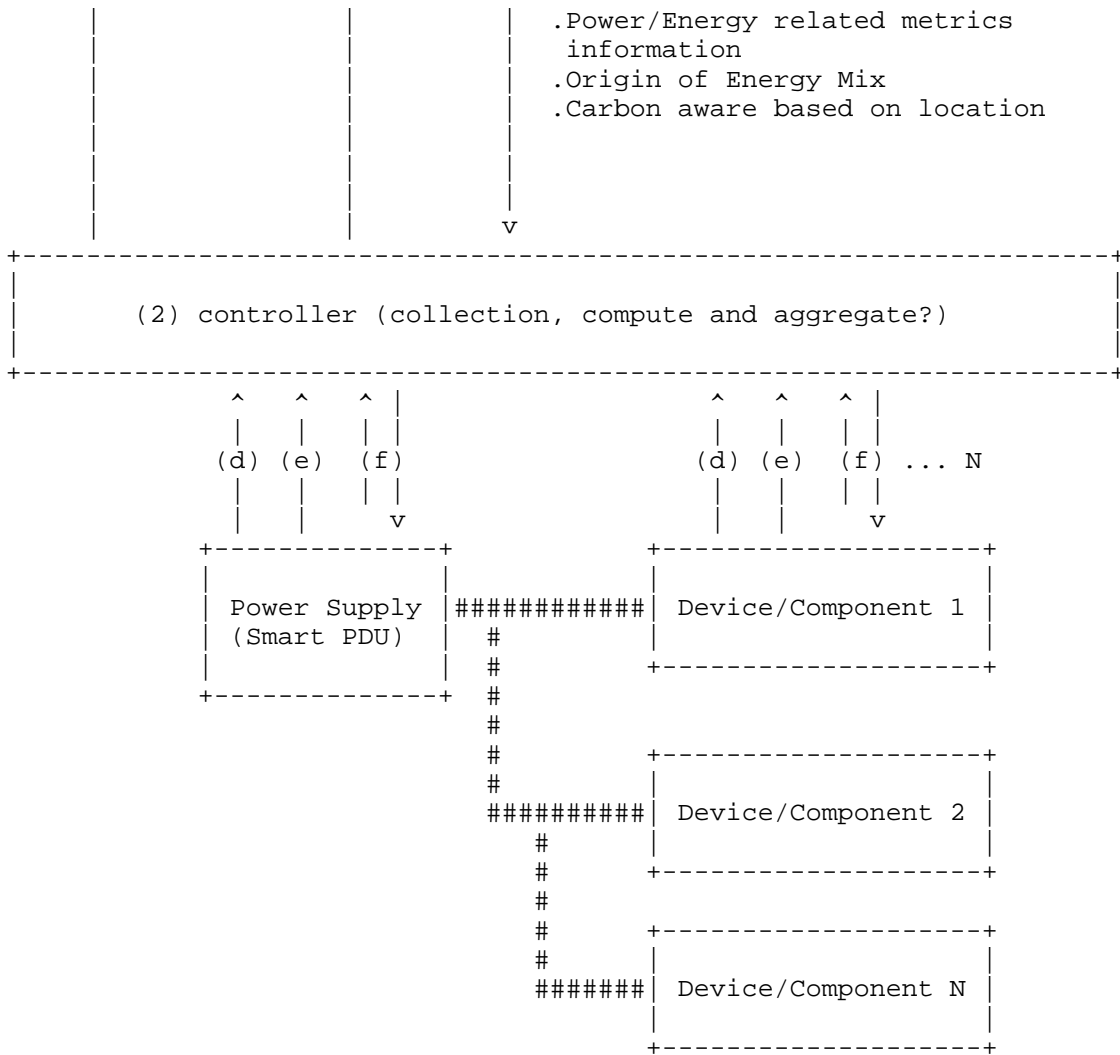 .Power/Energy related metrics
information
.Origin of Energy Mix
.Carbon aware based on location
(2) controller (collection, compute and aggregate?)
(d) (e) (f) (d) (e) (f) ... N
Power Supply
(Smart PDU)
Device/Component 1
Device/Component 2
Device/Component N